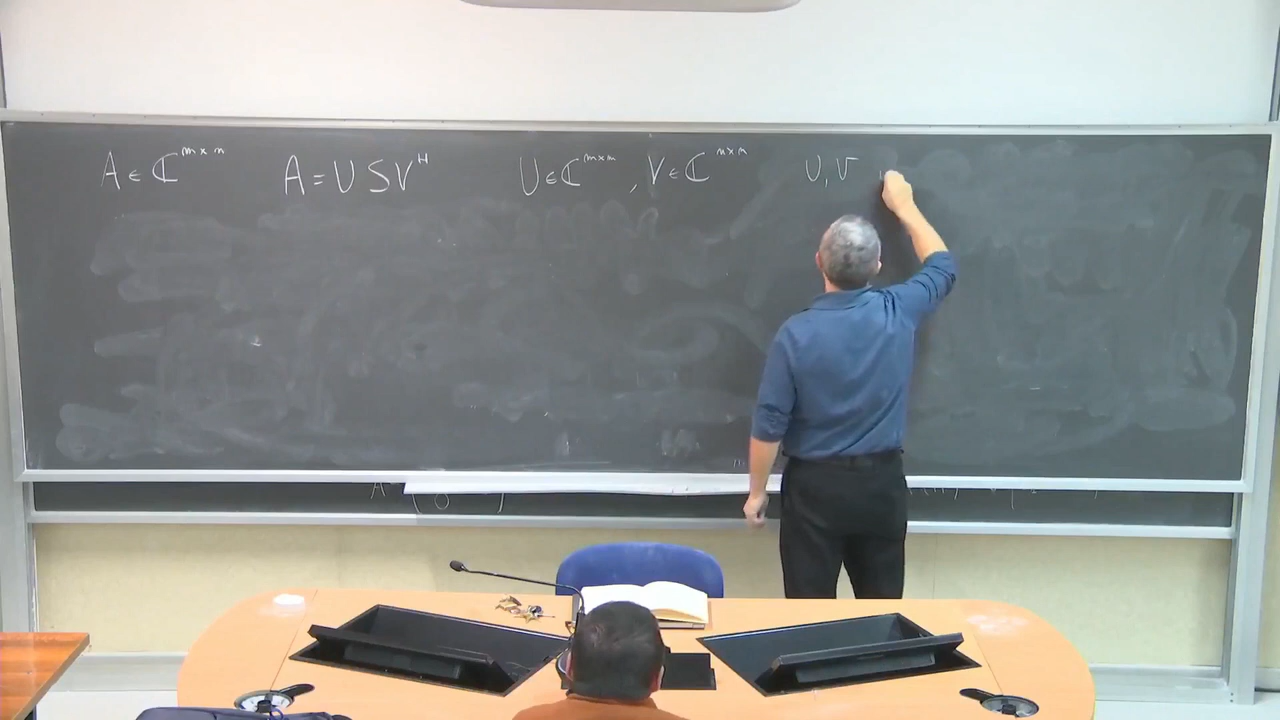 A ∈ ℂ^{m×n} A = U S V^H U ∈ ℂ^{m×m}, V ∈ ℂ^{n×n} U, V